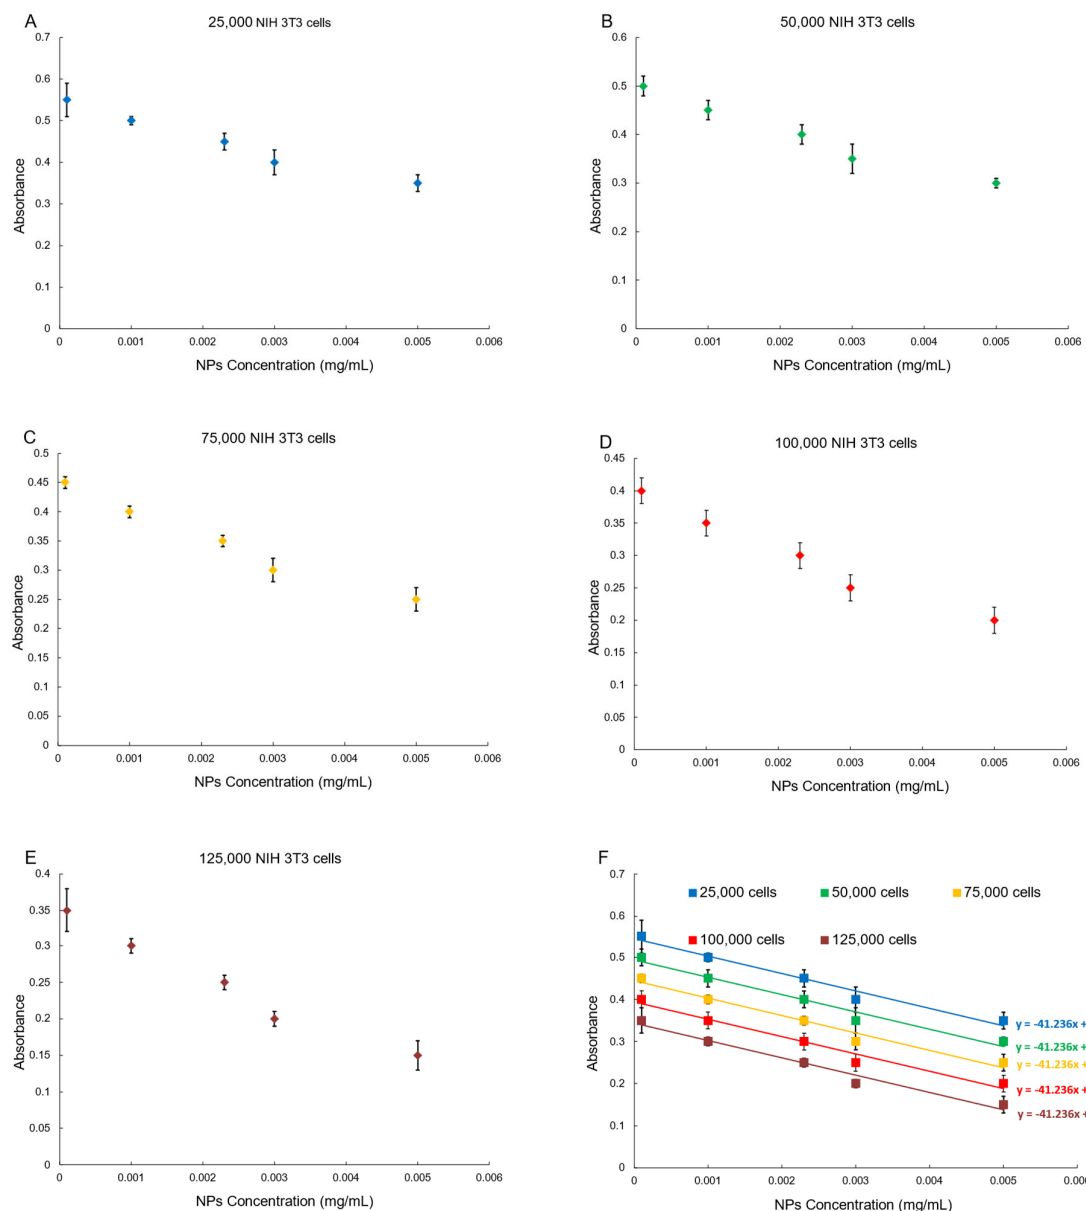 A
25,000 NIH 3T3 cells
0.7
0.6
0.5
0.4
0.3
0.2
0.1
0
Absorbance
0 0.001 0.002 0.003 0.004 0.005 0.006
NPs Concentration (mg/mL)
B
50,000 NIH 3T3 cells
0.6
0.5
0.4
0.3
0.2
0.1
0
Absorbance
0 0.001 0.002 0.003 0.004 0.005 0.006
NPs Concentration (mg/mL)
C
75,000 NIH 3T3 cells
0.5
0.45
0.4
0.35
0.3
0.25
0.2
0.15
0.1
0.05
0
Absorbance
0 0.001 0.002 0.003 0.004 0.005 0.006
NPs Concentration (mg/mL)
D
100,000 NIH 3T3 cells
0.45
0.4
0.35
0.3
0.25
0.2
0.15
0.1
0.05
0
Absorbance
0 0.001 0.002 0.003 0.004 0.005 0.006
NPs Concentration (mg/mL)
E
125,000 NIH 3T3 cells
0.4
0.35
0.3
0.25
0.2
0.15
0.1
0.05
0
Absorbance
0 0.001 0.002 0.003 0.004 0.005 0.006
NPs Concentration (mg/mL)
F
25,000 cells 50,000 cells 75,000 cells
100,000 cells 125,000 cells
0.7
0.6
0.5
0.4
0.3
0.2
0.1
0
Absorbance
y = -41.236x +
y = -41.236x +
y = -41.236x +
y = -41.236x +
y = -41.236x +
0 0.001 0.002 0.003 0.004 0.005 0.006
NPs Concentration (mg/mL)